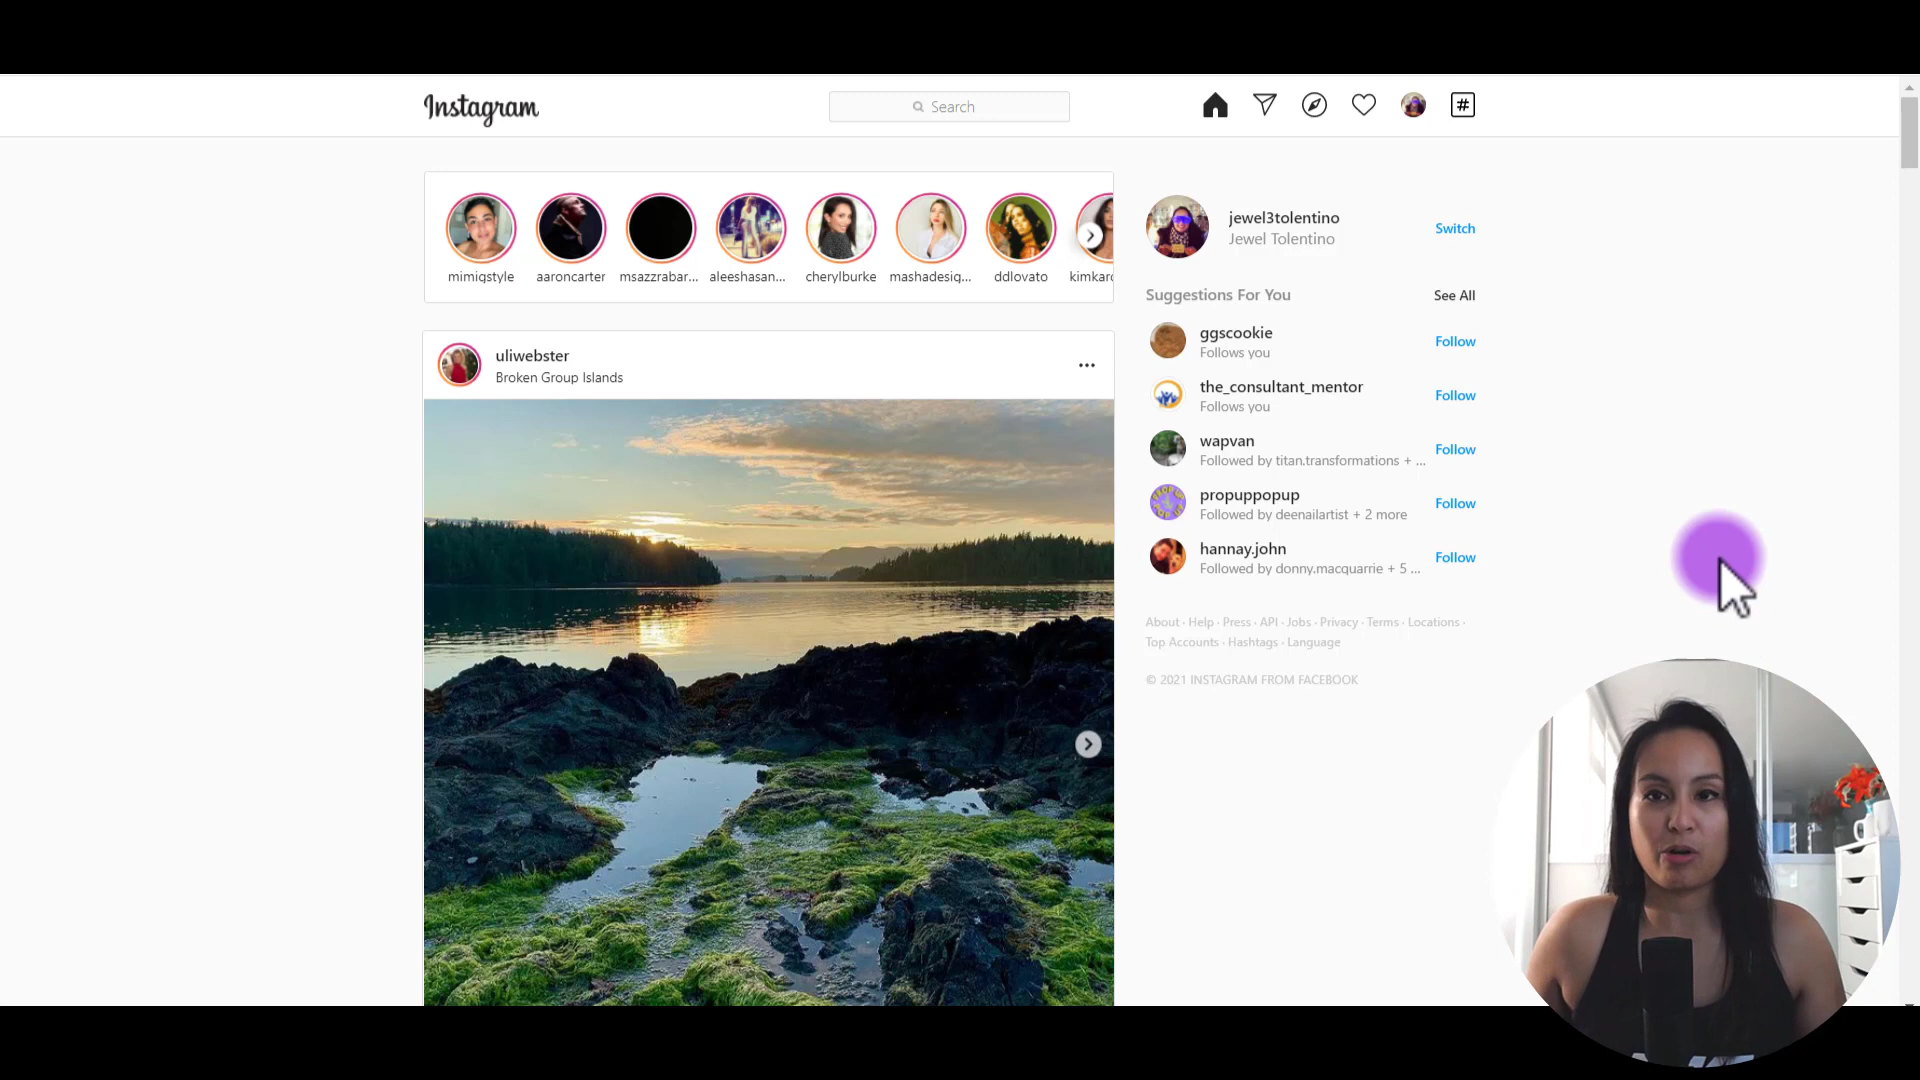 Instagram
Search
#
mimiqstyle
aaroncarter
msazzrabar...
aleeshasan...
cherylburke
mashadesig...
ddlovato
kimkard
jewel3tolentino
Jewel Tolentino
Switch
Suggestions For You
See All
ggscookie
Follows you
Follow
the_consultant_mentor
Follows you
Follow
wapvan
Followed by titan.transformations + ...
Follow
propuppopup
Followed by deenailartist + 2 more
Follow
hannay.john
Followed by donny.macquarrie + 5 ...
Follow
About · Help · Press · API · Jobs · Privacy · Terms · Locations ·
Top Accounts · Hashtags · Language
© 2021 INSTAGRAM FROM FACEBOOK
uliwebster
Broken Group Islands